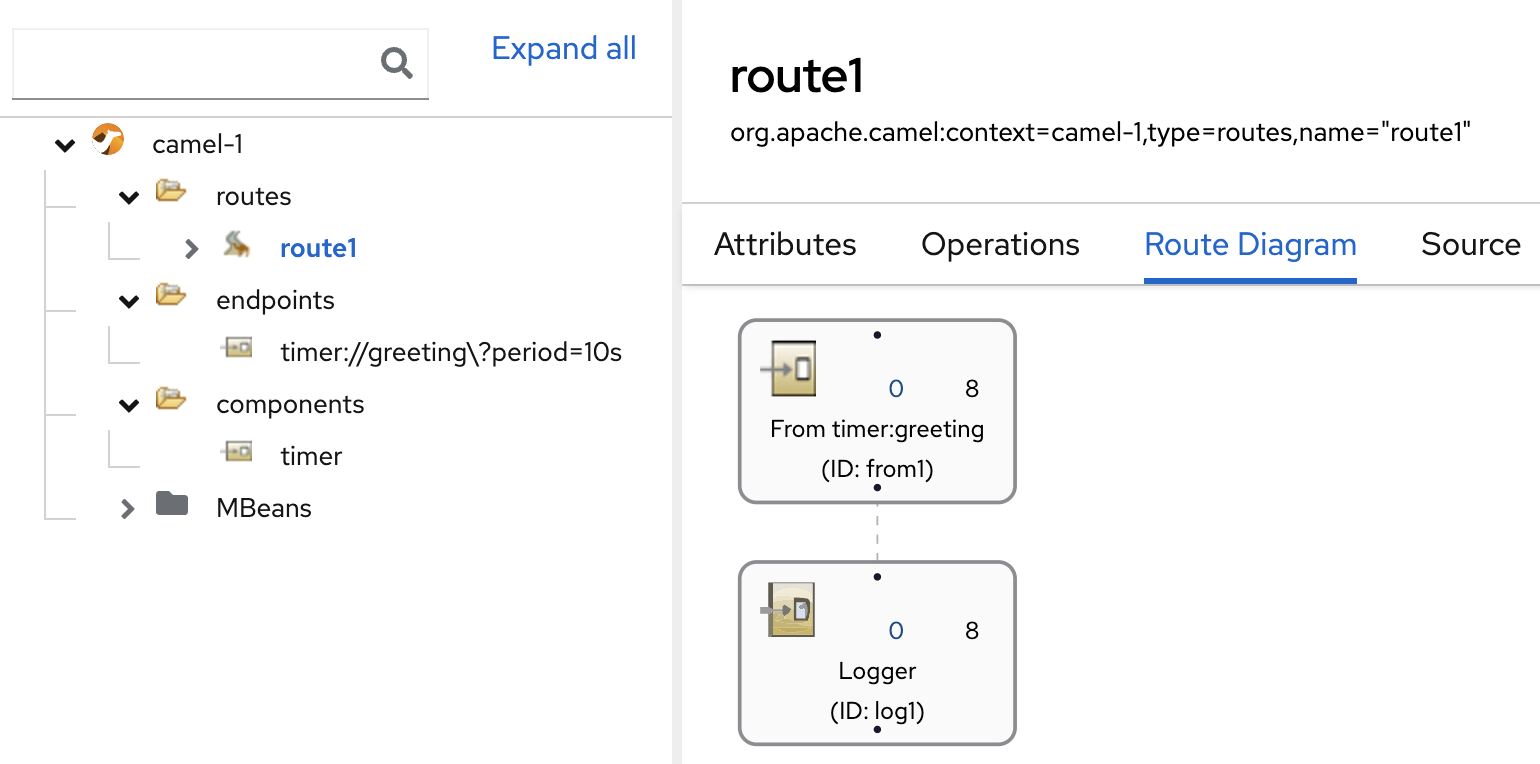 Expand all
camel-1
routes
route1
endpoints
timer://greeting\?period=10s
components
timer
MBeans
route1
org.apache.camel:context=camel-1,type=routes,name="route1"
Attributes Operations Route Diagram Source
0 8
From timer:greeting
(ID: from1)
0 8
Logger
(ID: log1)